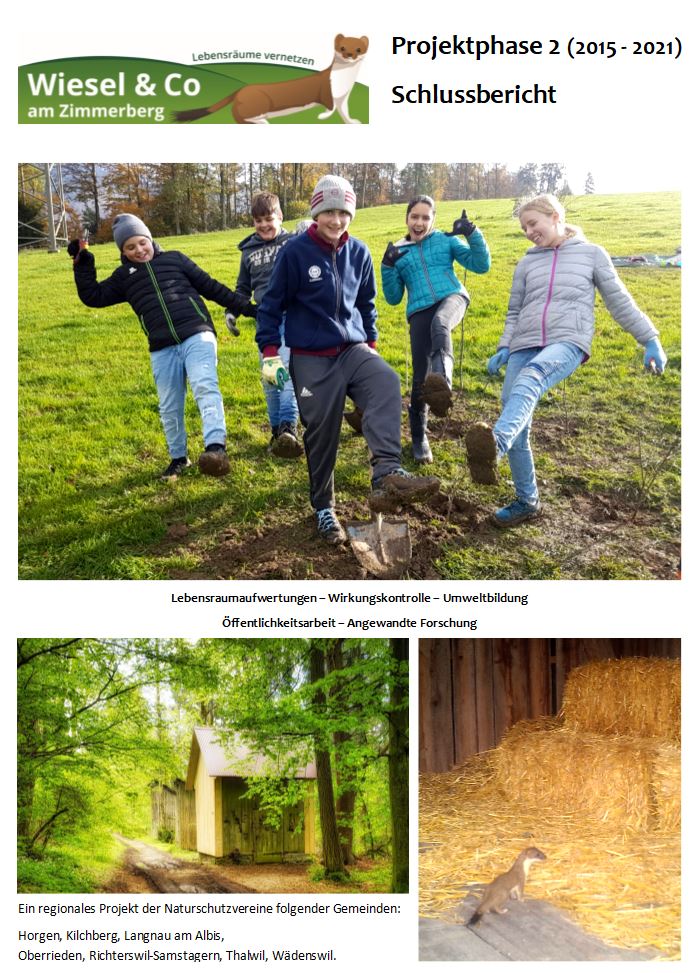 Lebensräume vernetzen
Wiesel & Co
am Zimmerberg
Projektphase 2 (2015 - 2021)
Schlussbericht
Lebensraumaufwertungen – Wirkungskontrolle – Umweltbildung
Öffentlichkeitsarbeit – Angewandte Forschung
Ein regionales Projekt der Naturschutzvereine folgender Gemeinden:
Horgen, Kilchberg, Langnau am Albis,
Oberrieden, Richterswil-Samstagern, Thalwil, Wädenswil.